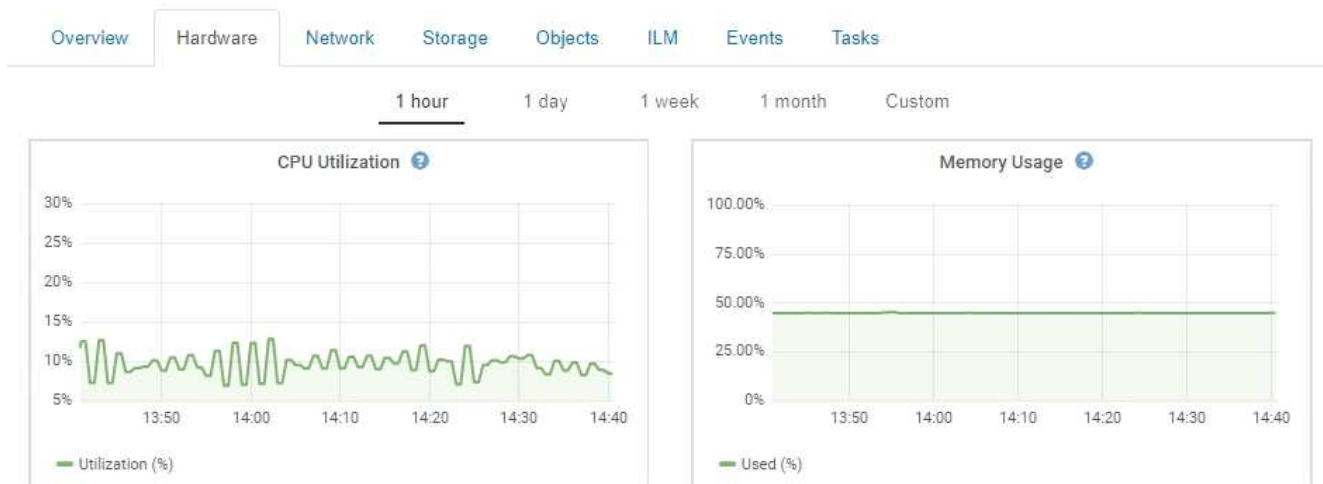 Overview Hardware Network Storage Objects ILM Events Tasks
1 hour 1 day 1 week 1 month Custom
CPU Utilization ?
30%
25%
20%
15%
10%
5%
13:50 14:00 14:10 14:20 14:30 14:40
Utilization (%)
Memory Usage ?
100.00%
75.00%
50.00%
25.00%
0%
13:50 14:00 14:10 14:20 14:30 14:40
Used (%)